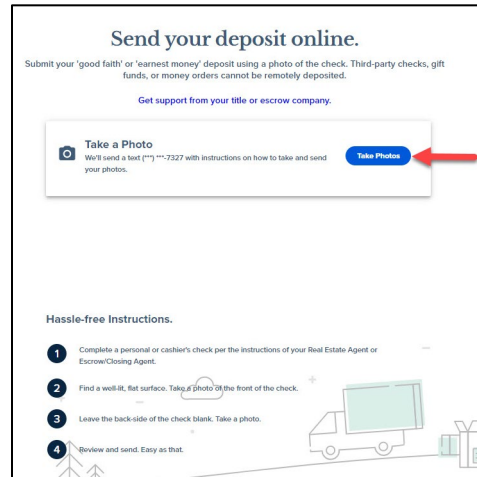 Send your deposit online.
Submit your 'good faith' or 'earnest money' deposit using a photo of the check. Third-party checks, gift
funds, or money orders cannot be remotely deposited.
Get support from your title or escrow company.
Take a Photo
We'll send a text (***) ***-7327 with instructions on how to take and send
your photos.
Take Photos
Hassle-free Instructions.
1 Complete a personal or cashier's check per the instructions of your Real Estate Agent or
Escrow/Closing Agent.
2 Find a well-lit, flat surface. Take a photo of the front of the check.
3 Leave the back-side of the check blank. Take a photo.
4 Review and send. Easy as that.